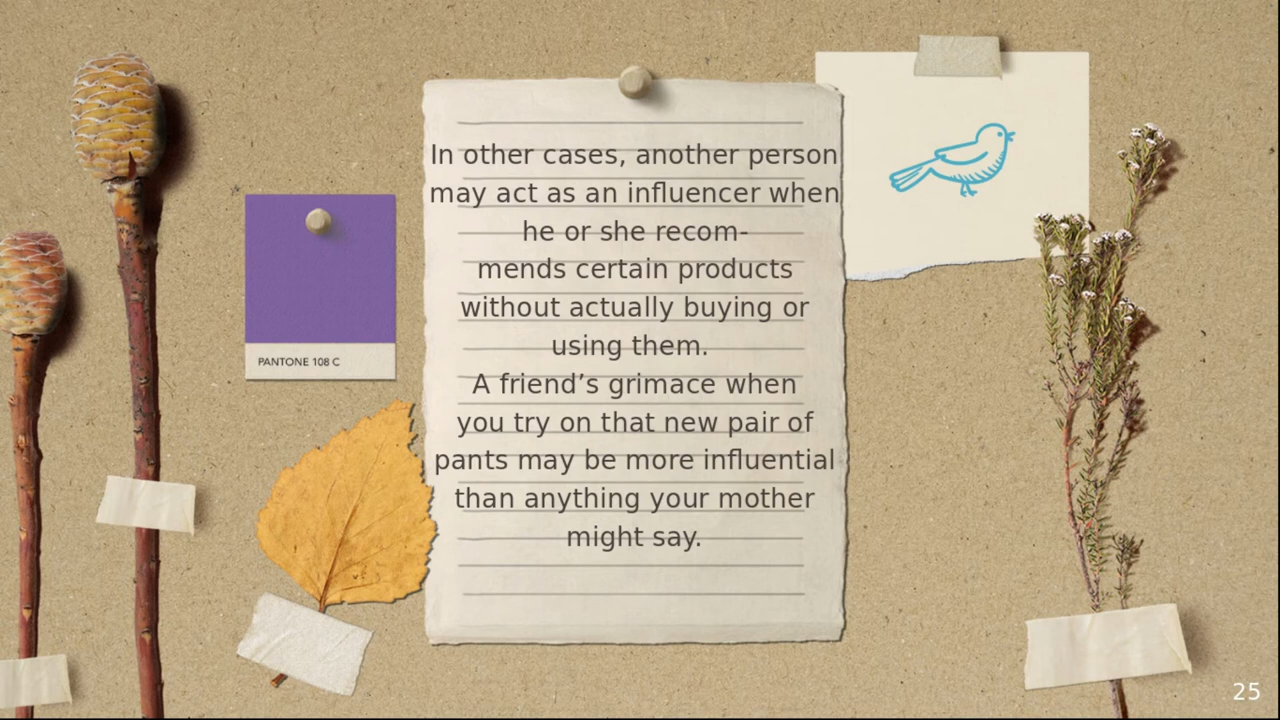 In other cases, another person
may act as an influencer when
he or she recom-
mends certain products
without actually buying or
using them.
A friend’s grimace when
you try on that new pair of
pants may be more influential
than anything your mother
might say.
PANTONE 108 C
25